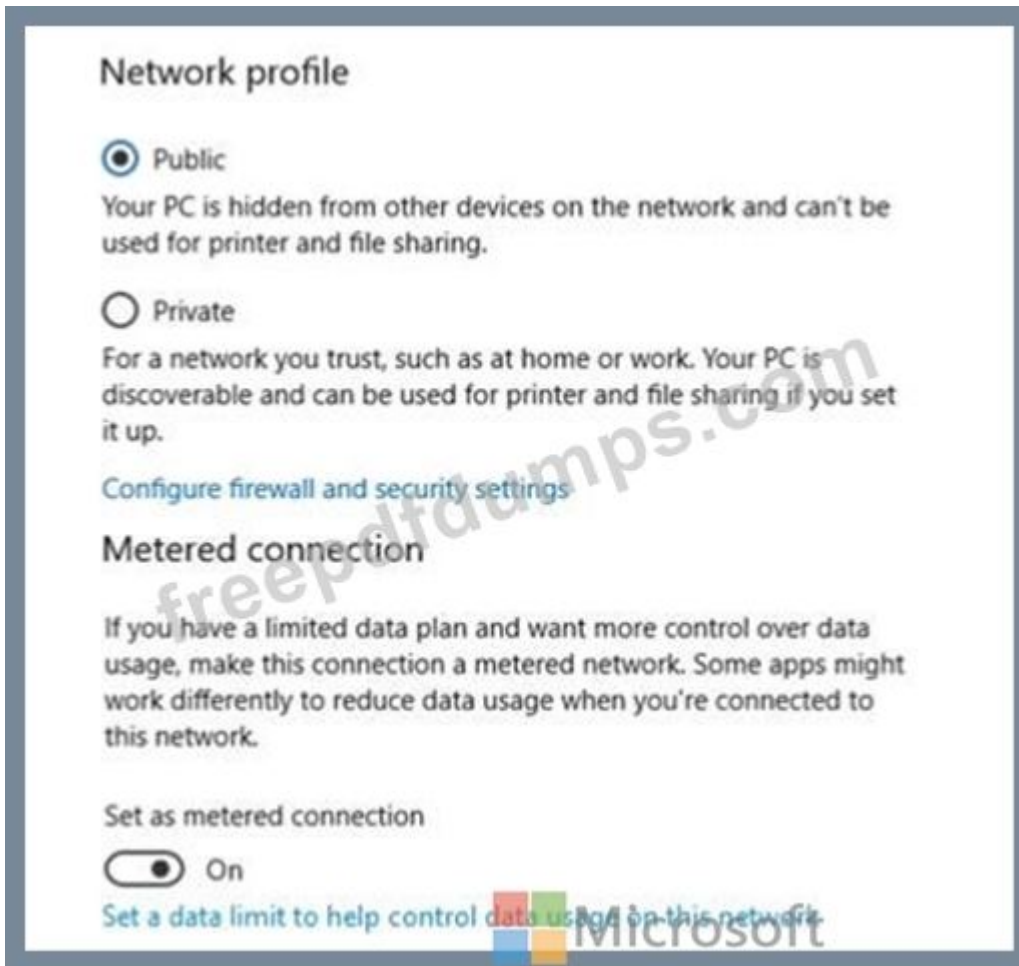 Network profile
Public
Your PC is hidden from other devices on the network and can't be
used for printer and file sharing.
Private
For a network you trust, such as at home or work. Your PC is
discoverable and can be used for printer and file sharing if you set
it up.
Configure firewall and security settings
Metered connection
freepdfdumps.com
If you have a limited data plan and want more control over data
usage, make this connection a metered network. Some apps might
work differently to reduce data usage when you're connected to
this network.
Set as metered connection
On
Set a data limit to help control data usage on this network
Microsoft